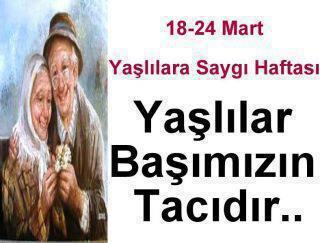 18-24 Mart
Yaşlılara Saygı Haftası
Yaşlılar
Başımızın
Tacıdır..